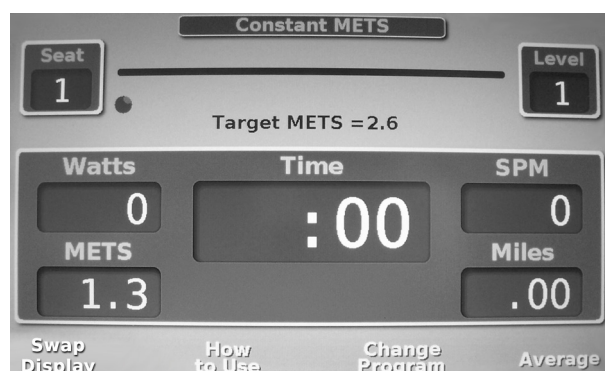 Constant METS
Seat
1
Level
1
Target METS =2.6
Watts
0
Time
:00
SPM
0
METS
1.3
Miles
.00
Swap
Display
How
to Use
Change
Program
Average